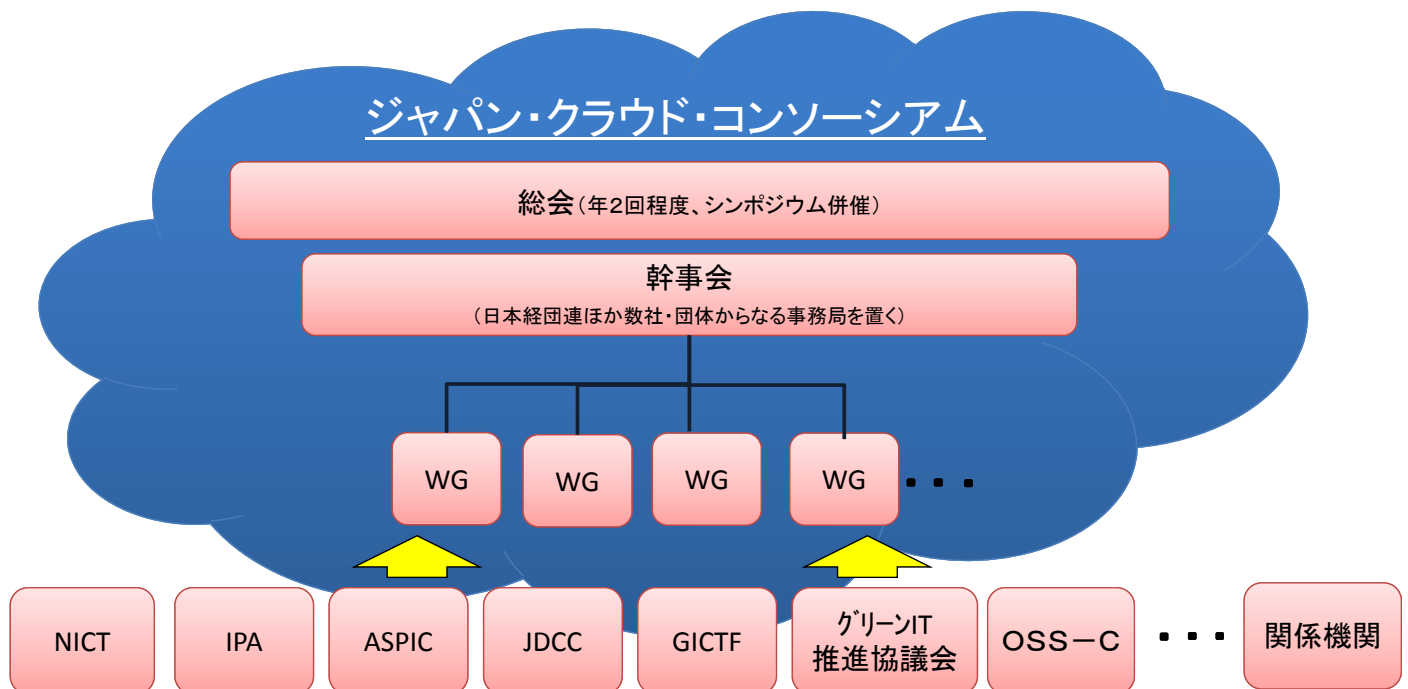 ジャパン・クラウド・コンソーシアム
総会（年２回程度、シンポジウム併催）
幹事会
（日本経団連ほか数社・団体からなる事務局を置く）
WG
WG
WG
WG
・・・
NICT
IPA
ASPIC
JDCC
GICTF
ｸﾞﾘｰﾝIT
推進協議会
ＯＳＳ－Ｃ
・・・
関係機関